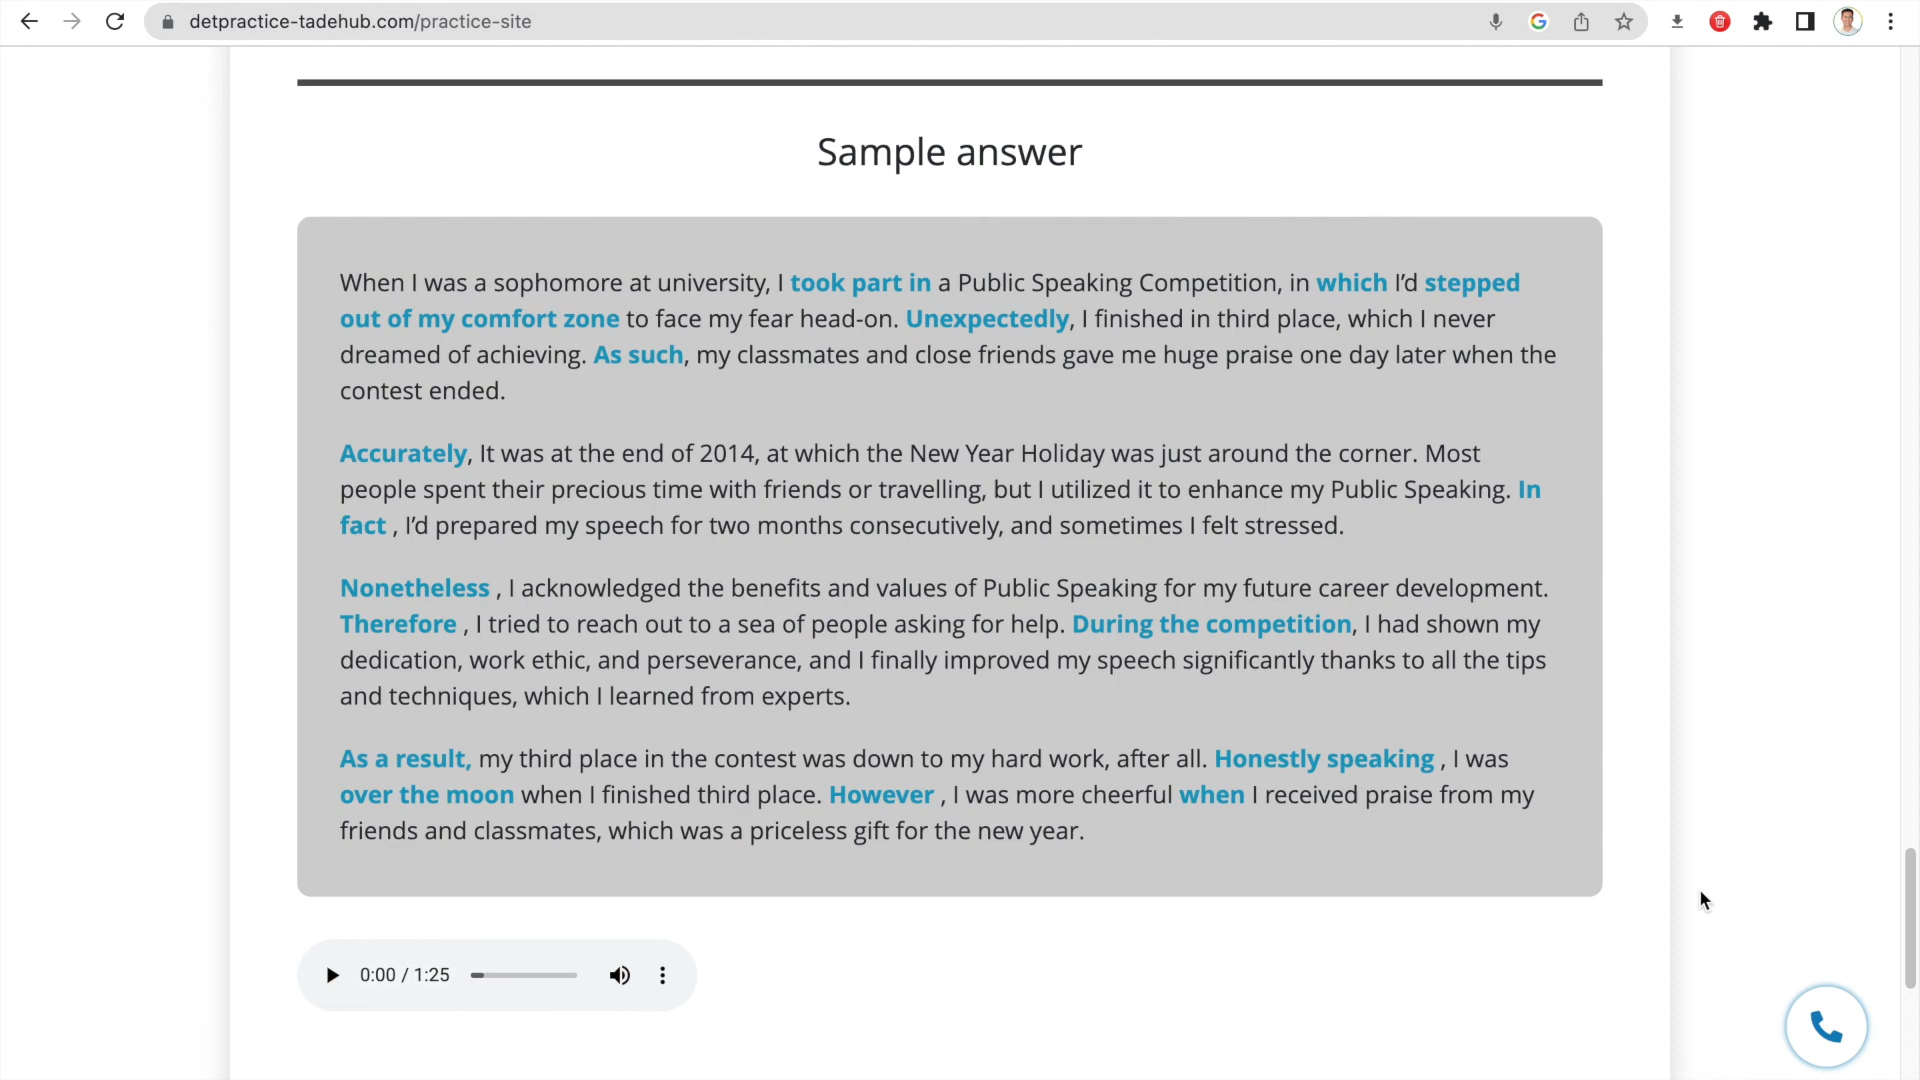 detpractice-tadehub.com/practice-site
Sample answer
When I was a sophomore at university, I took part in a Public Speaking Competition, in which I’d stepped
out of my comfort zone to face my fear head-on. Unexpectedly, I finished in third place, which I never
dreamed of achieving. As such, my classmates and close friends gave me huge praise one day later when the
contest ended.
Accurately, It was at the end of 2014, at which the New Year Holiday was just around the corner. Most
people spent their precious time with friends or travelling, but I utilized it to enhance my Public Speaking. In
fact , I’d prepared my speech for two months consecutively, and sometimes I felt stressed.
Nonetheless , I acknowledged the benefits and values of Public Speaking for my future career development.
Therefore , I tried to reach out to a sea of people asking for help. During the competition, I had shown my
dedication, work ethic, and perseverance, and I finally improved my speech significantly thanks to all the tips
and techniques, which I learned from experts.
As a result, my third place in the contest was down to my hard work, after all. Honestly speaking , I was
over the moon when I finished third place. However , I was more cheerful when I received praise from my
friends and classmates, which was a priceless gift for the new year.
0:00 / 1:25